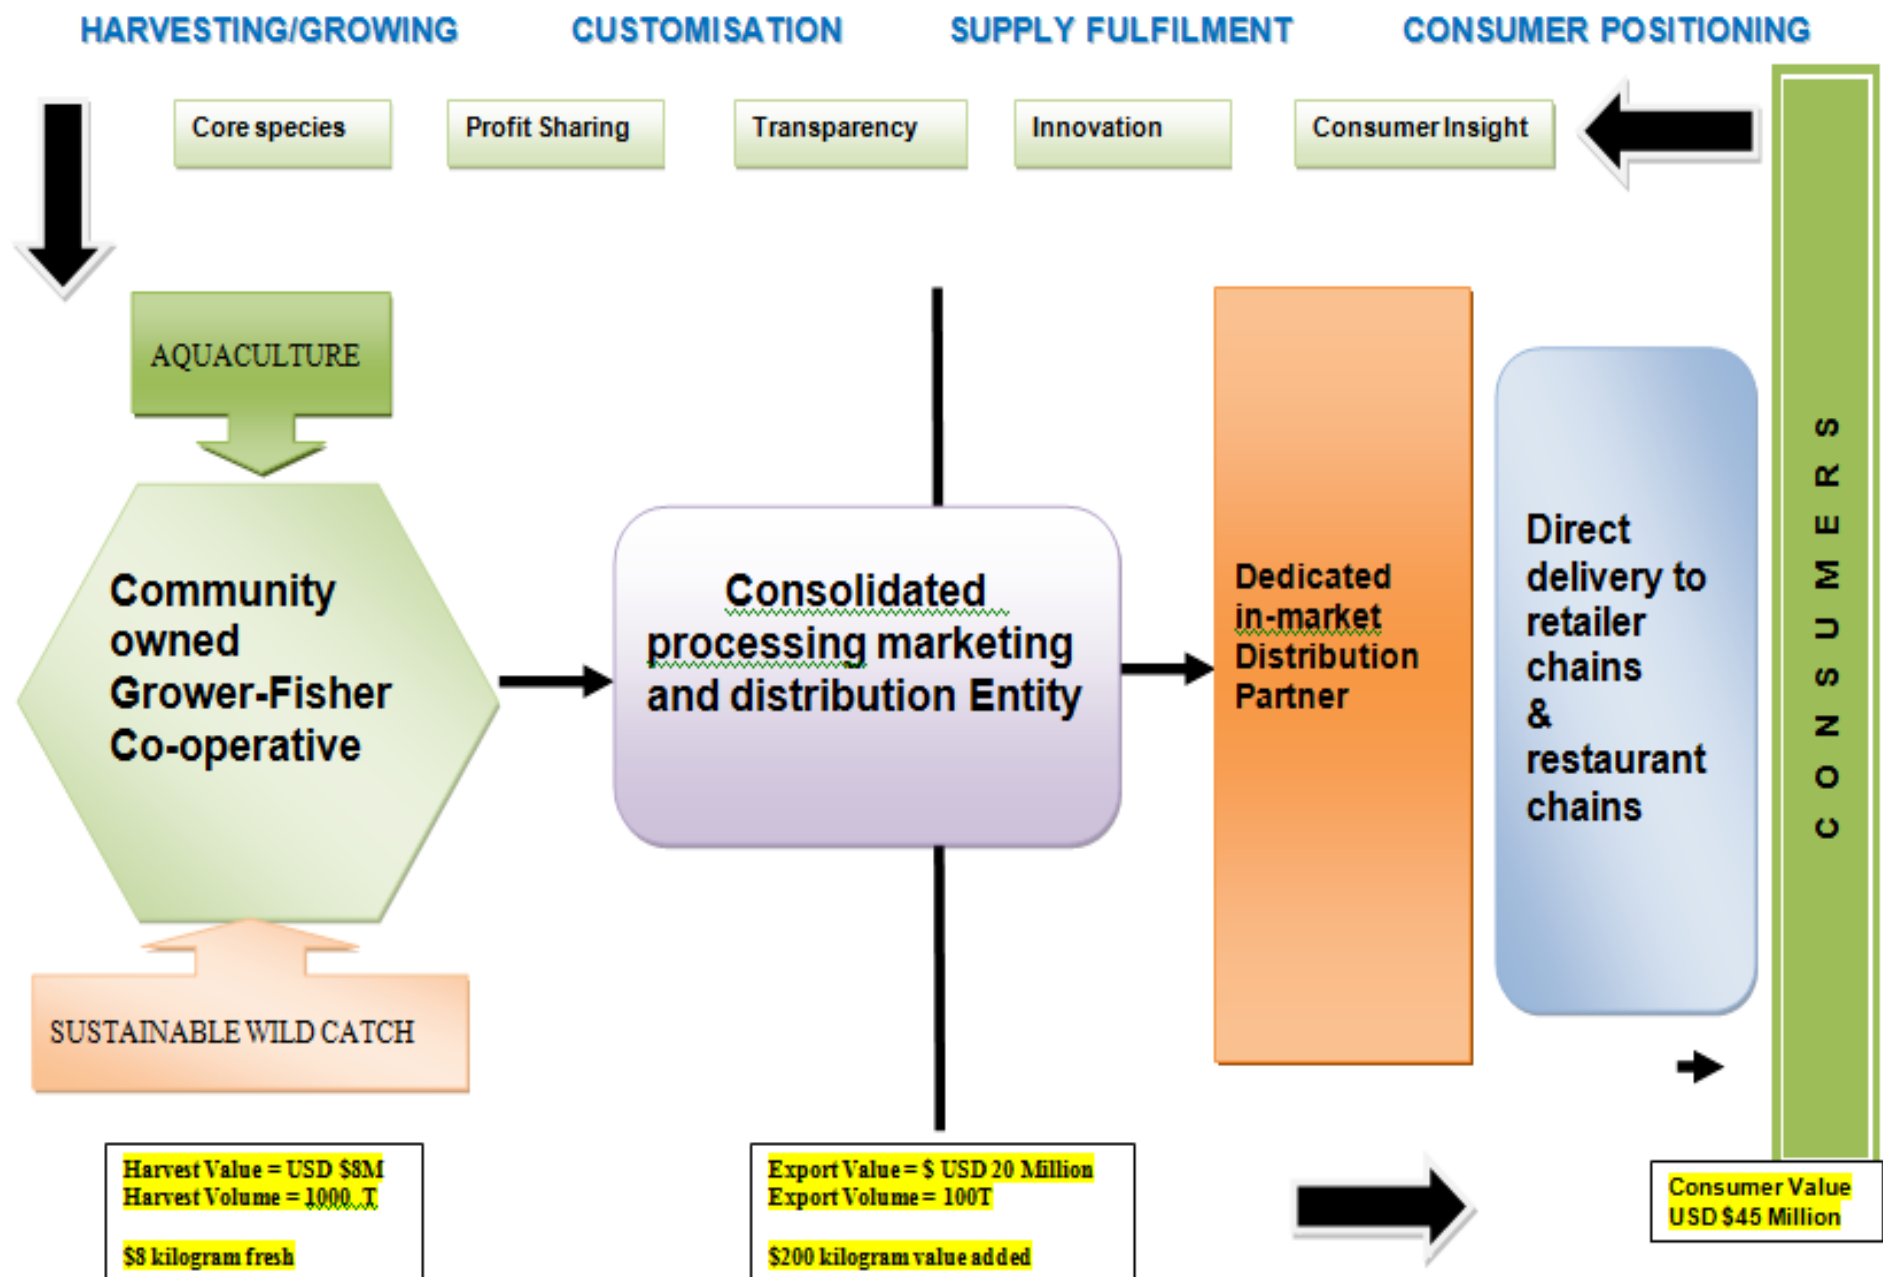 HARVESTING/GROWING
CUSTOMISATION
SUPPLY FULFILMENT
CONSUMER POSITIONING
Core species
Profit Sharing
Transparency
Innovation
Consumer Insight
AQUACULTURE
Community
owned
Grower-Fisher
Co-operative
SUSTAINABLE WILD CATCH
Consolidated
processing marketing
and distribution Entity
Dedicated
in-market
Distribution
Partner
Direct
delivery to
retailer
chains
&
restaurant
chains
CONSUMERS
Harvest Value = USD $8M
Harvest Volume = 1000 T
$8 kilogram fresh
Export Value = $ USD 20 Million
Export Volume = 100T
$200 kilogram value added
Consumer Value
USD $45 Million